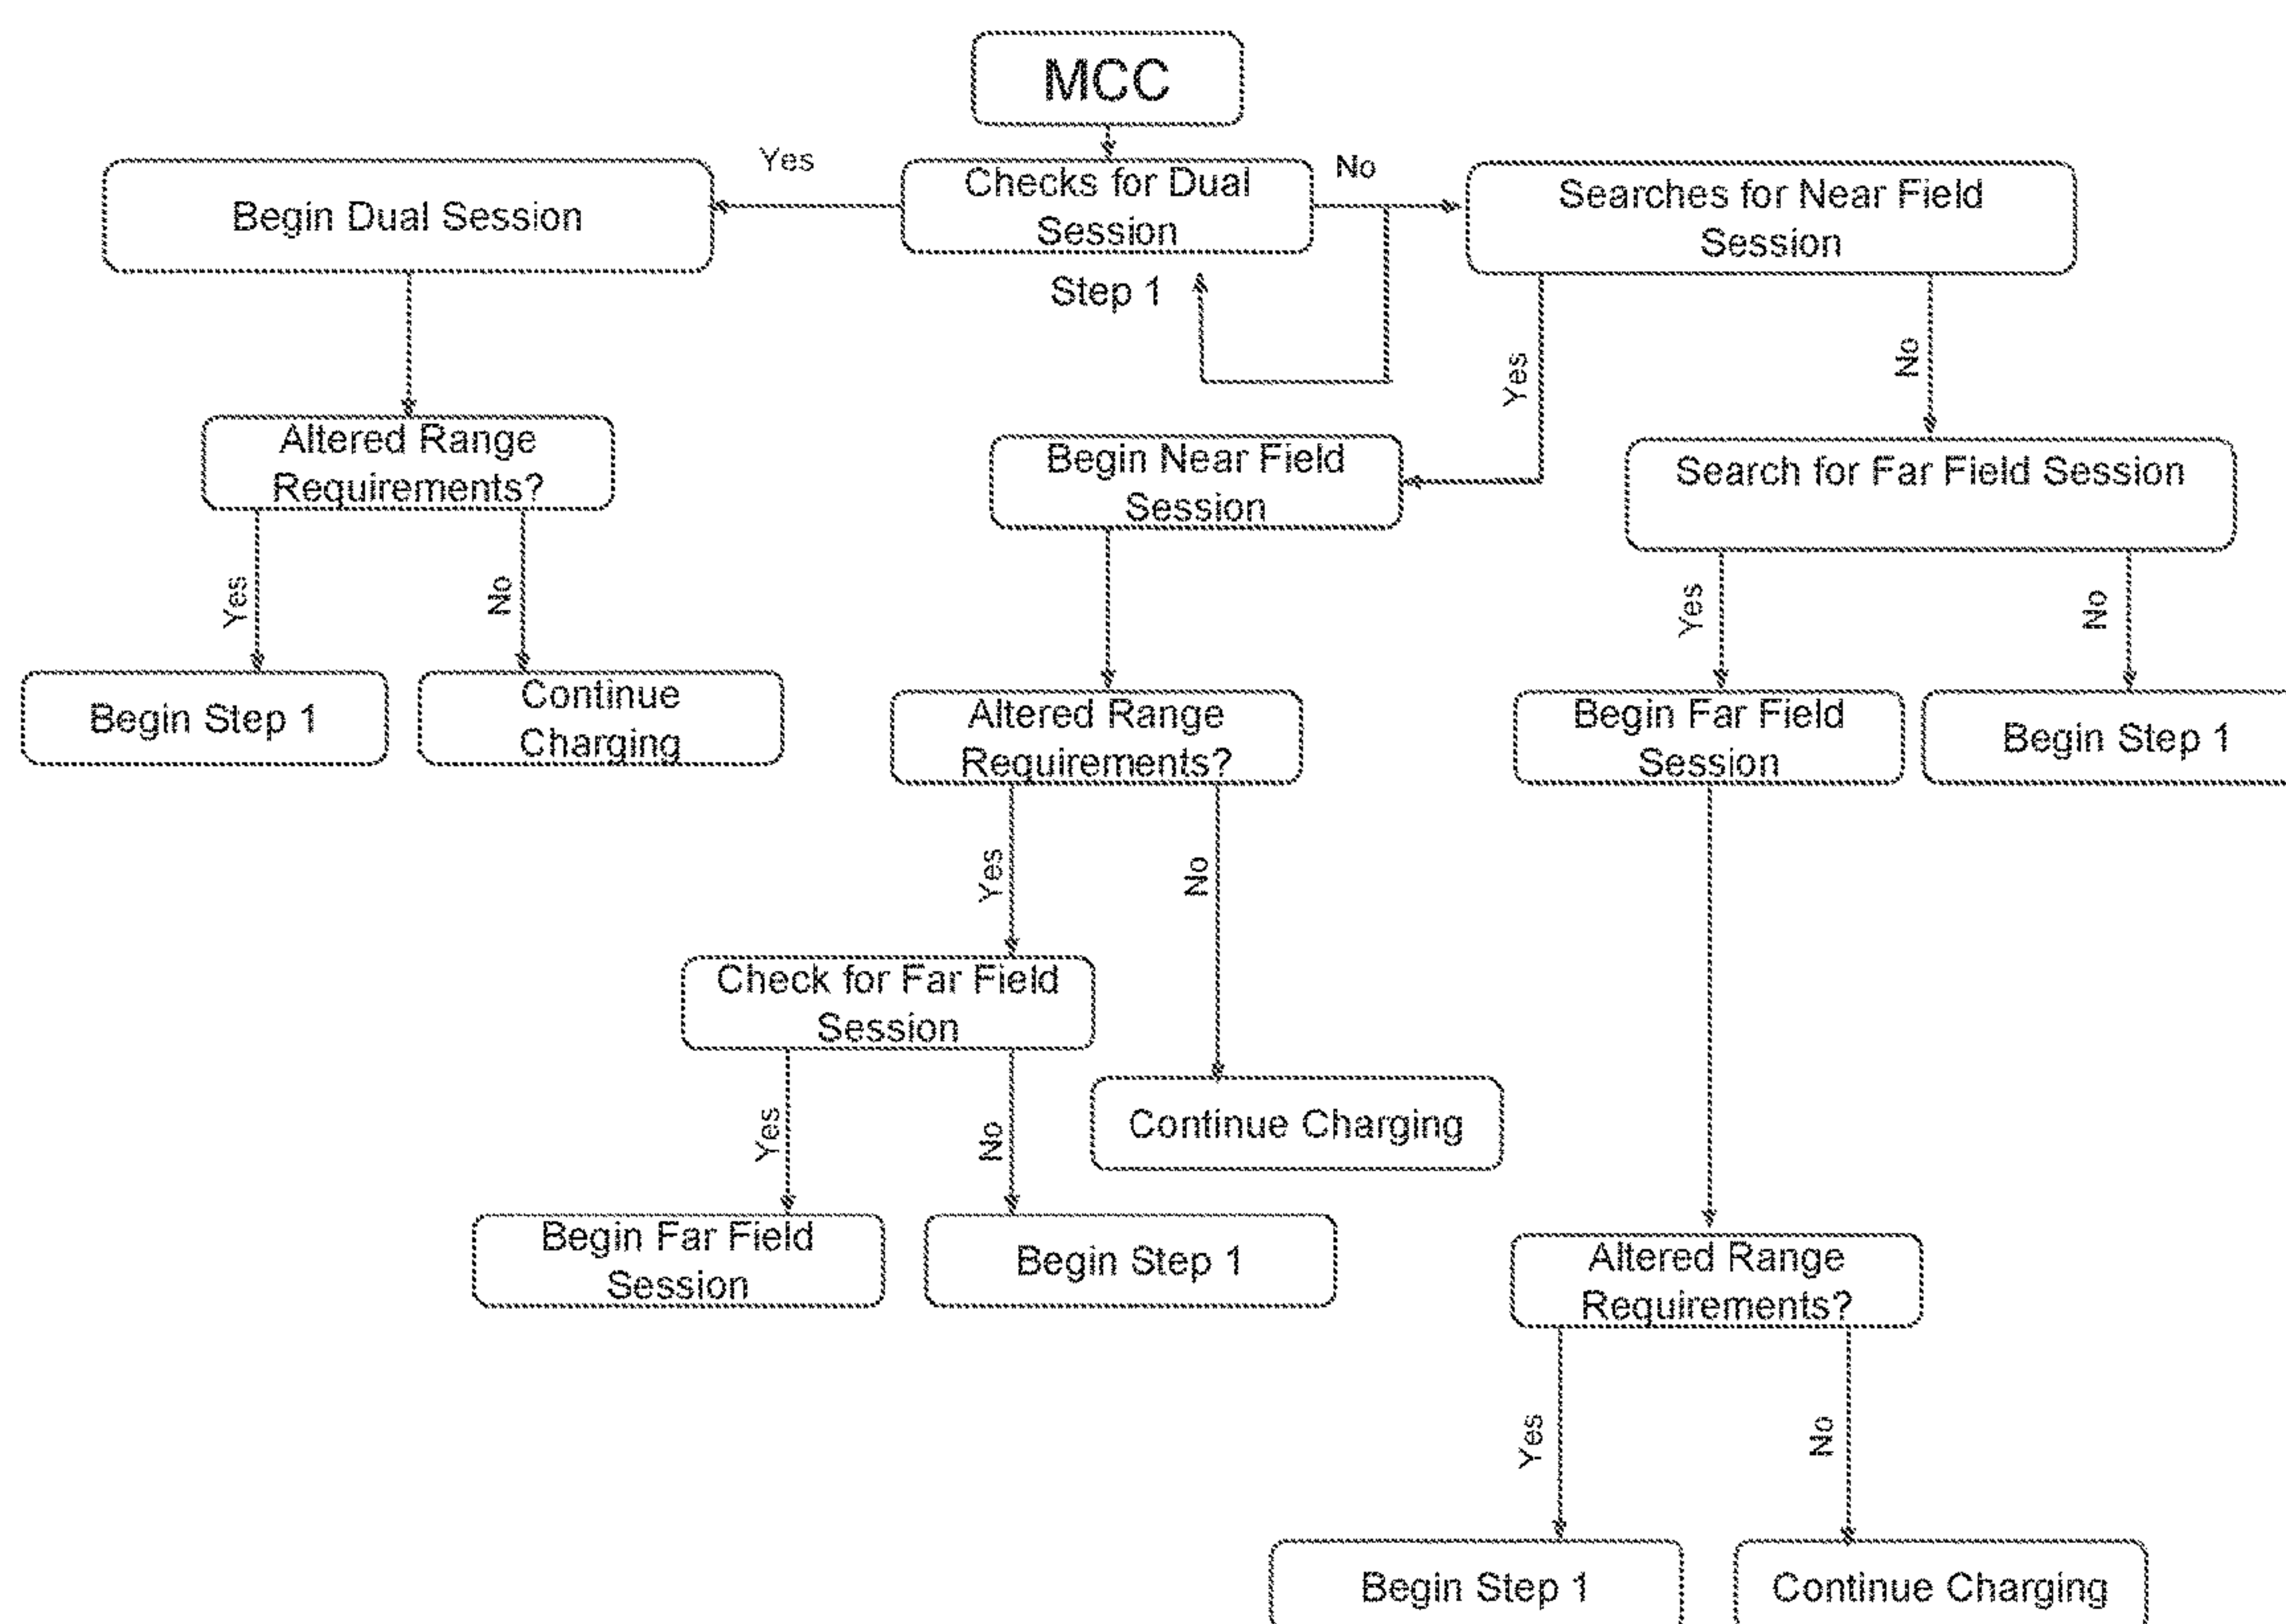 MCC
Yes
Checks for Dual
Session
No
Begin Dual Session
Searches for Near Field
Session
Step 1
Yes
No
Altered Range
Requirements?
Begin Near Field
Session
Search for Far Field Session
Yes
No
Yes
No
Begin Step 1
Continue
Charging
Altered Range
Requirements?
Begin Far Field
Session
Begin Step 1
Yes
No
Check for Far Field
Session
Yes
No
Continue Charging
Begin Far Field
Session
Begin Step 1
Altered Range
Requirements?
Yes
No
Begin Step 1
Continue Charging